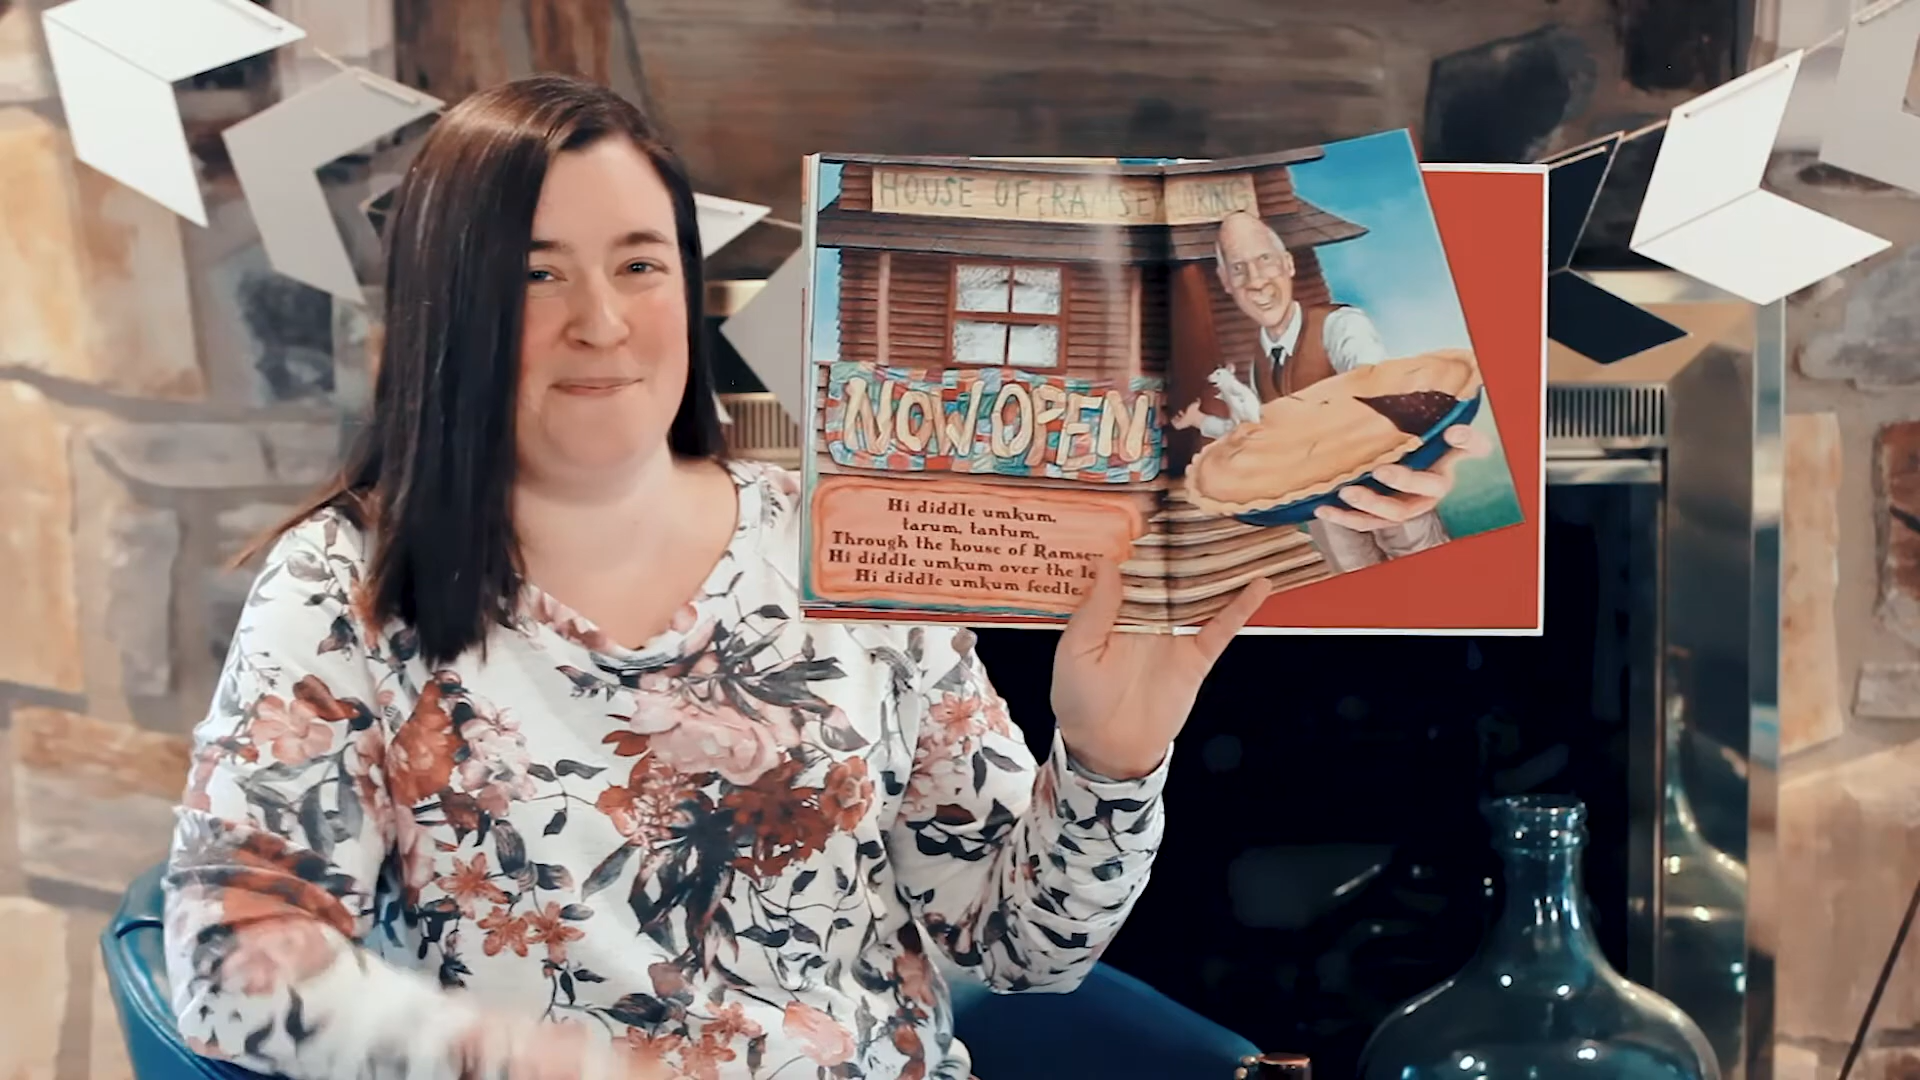 HOUSE OF RAMSEY
NOW OPEN
Hi diddle umkum,
tarum, tantum,
Through the house of Ramsey
Hi diddle umkum over the
Hi diddle umkum feedle.